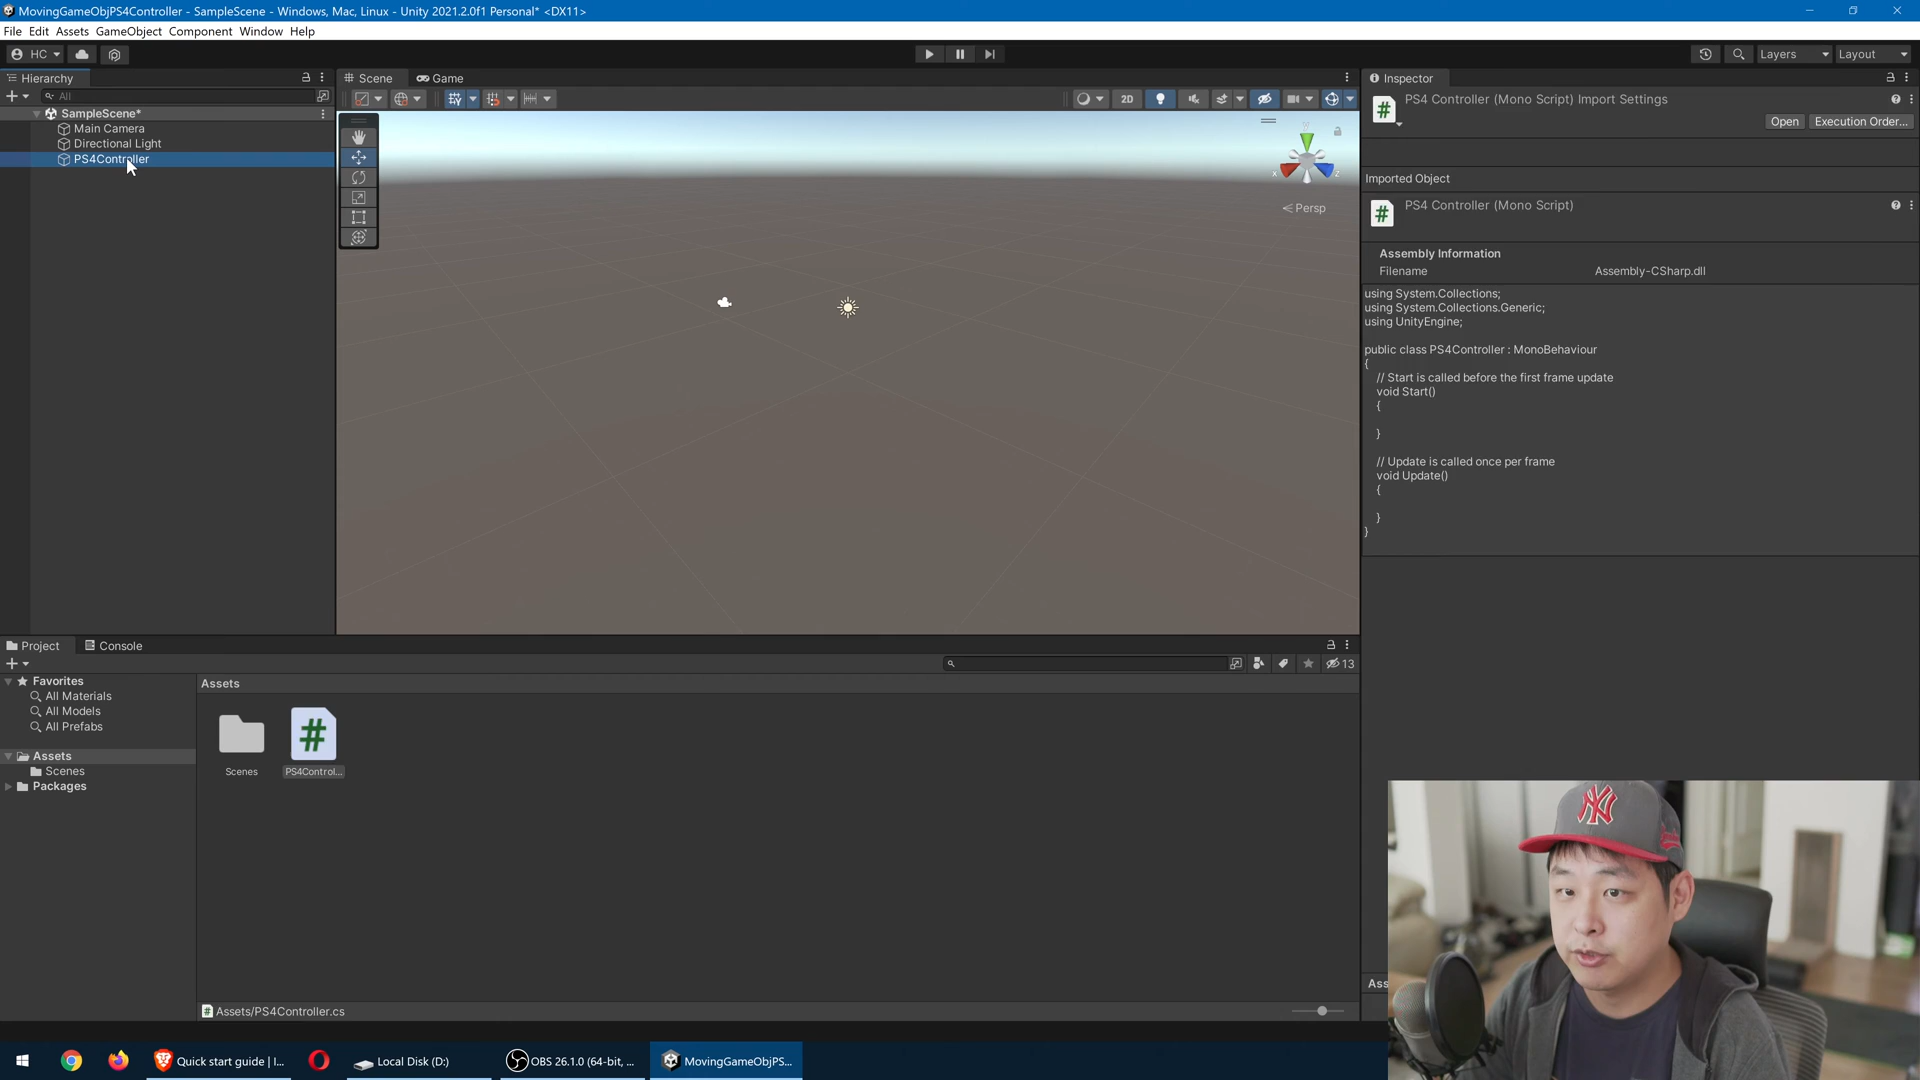 MovingGameObjPS4Controller - SampleScene - Windows, Mac, Linux - Unity 2021.2.0f1 Personal* <DX11>
File Edit Assets GameObject Component Window Help
HC Layers Layout
Hierarchy
All
SampleScene*
Main Camera
Directional Light
PS4Controller
Scene Game
2D
x z
Persp
Inspector
PS4 Controller (Mono Script) Import Settings
Open Execution Order...
Imported Object
PS4 Controller (Mono Script)
Assembly Information
Filename Assembly-CSharp.dll
using System.Collections;
using System.Collections.Generic;
using UnityEngine;
public class PS4Controller : MonoBehaviour
{
// Start is called before the first frame update
void Start()
{
}
// Update is called once per frame
void Update()
{
}
}
Project Console
13
Favorites
All Materials
All Models
All Prefabs
Assets
Scenes
Packages
Assets
Scenes
PS4Control...
Assets/PS4Controller.cs
Ass
NY
Quick start guide | I...
Local Disk (D:)
OBS 26.1.0 (64-bit, ...
MovingGameObjPS...